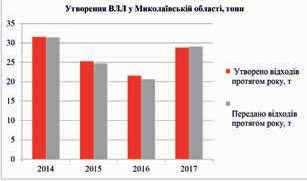 Утворення ВЛЛ у Миколаївській області, тонн
35
30
25
20
15
10
5
0
2014 2015 2016 2017
Утворено відходів
протягом року, т
Передано відходів
протягом року, т